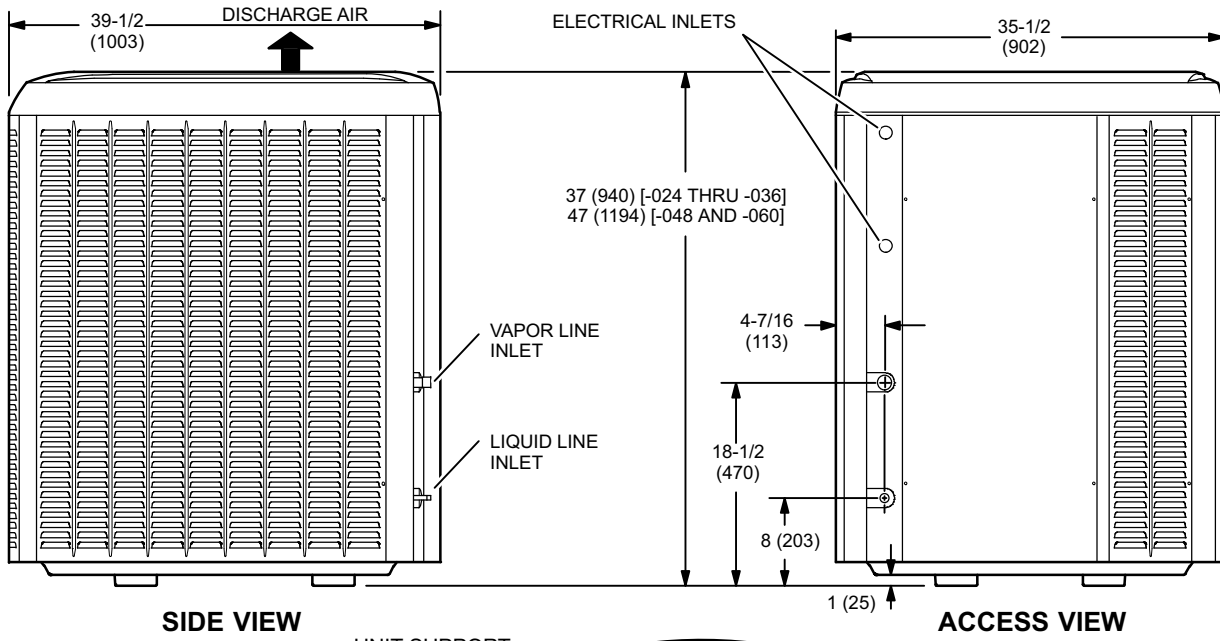 39-1/2
(1003)
DISCHARGE AIR
ELECTRICAL INLETS
35-1/2
(902)
37 (940) [-024 THRU -036]
47 (1194) [-048 AND -060]
VAPOR LINE
INLET
4-7/16
(113)
LIQUID LINE
INLET
18-1/2
(470)
8 (203)
1 (25)
SIDE VIEW
ACCESS VIEW
UNIT SUPPORT